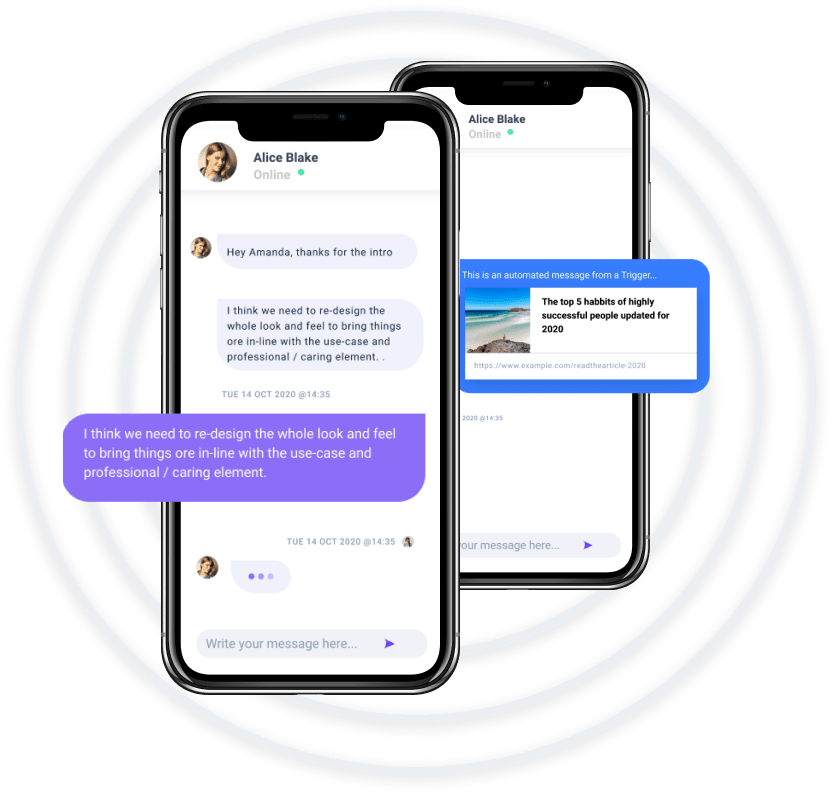 Alice Blake
Online
Hey Amanda, thanks for the intro
I think we need to re-design the
whole look and feel to bring things
ore in-line with the use-case and
professional / caring element. .
TUE 14 OCT 2020 @14:35
I think we need to re-design the whole look and feel
to bring things ore in-line with the use-case and
professional / caring element.
TUE 14 OCT 2020 @14:35
Write your message here...
Alice Blake
Online
This is an automated message from a Trigger...
The top 5 habbits of highly
successful people updated for
2020
https://www.example.com/readthearticle-2020
2020 @14:35
our message here...